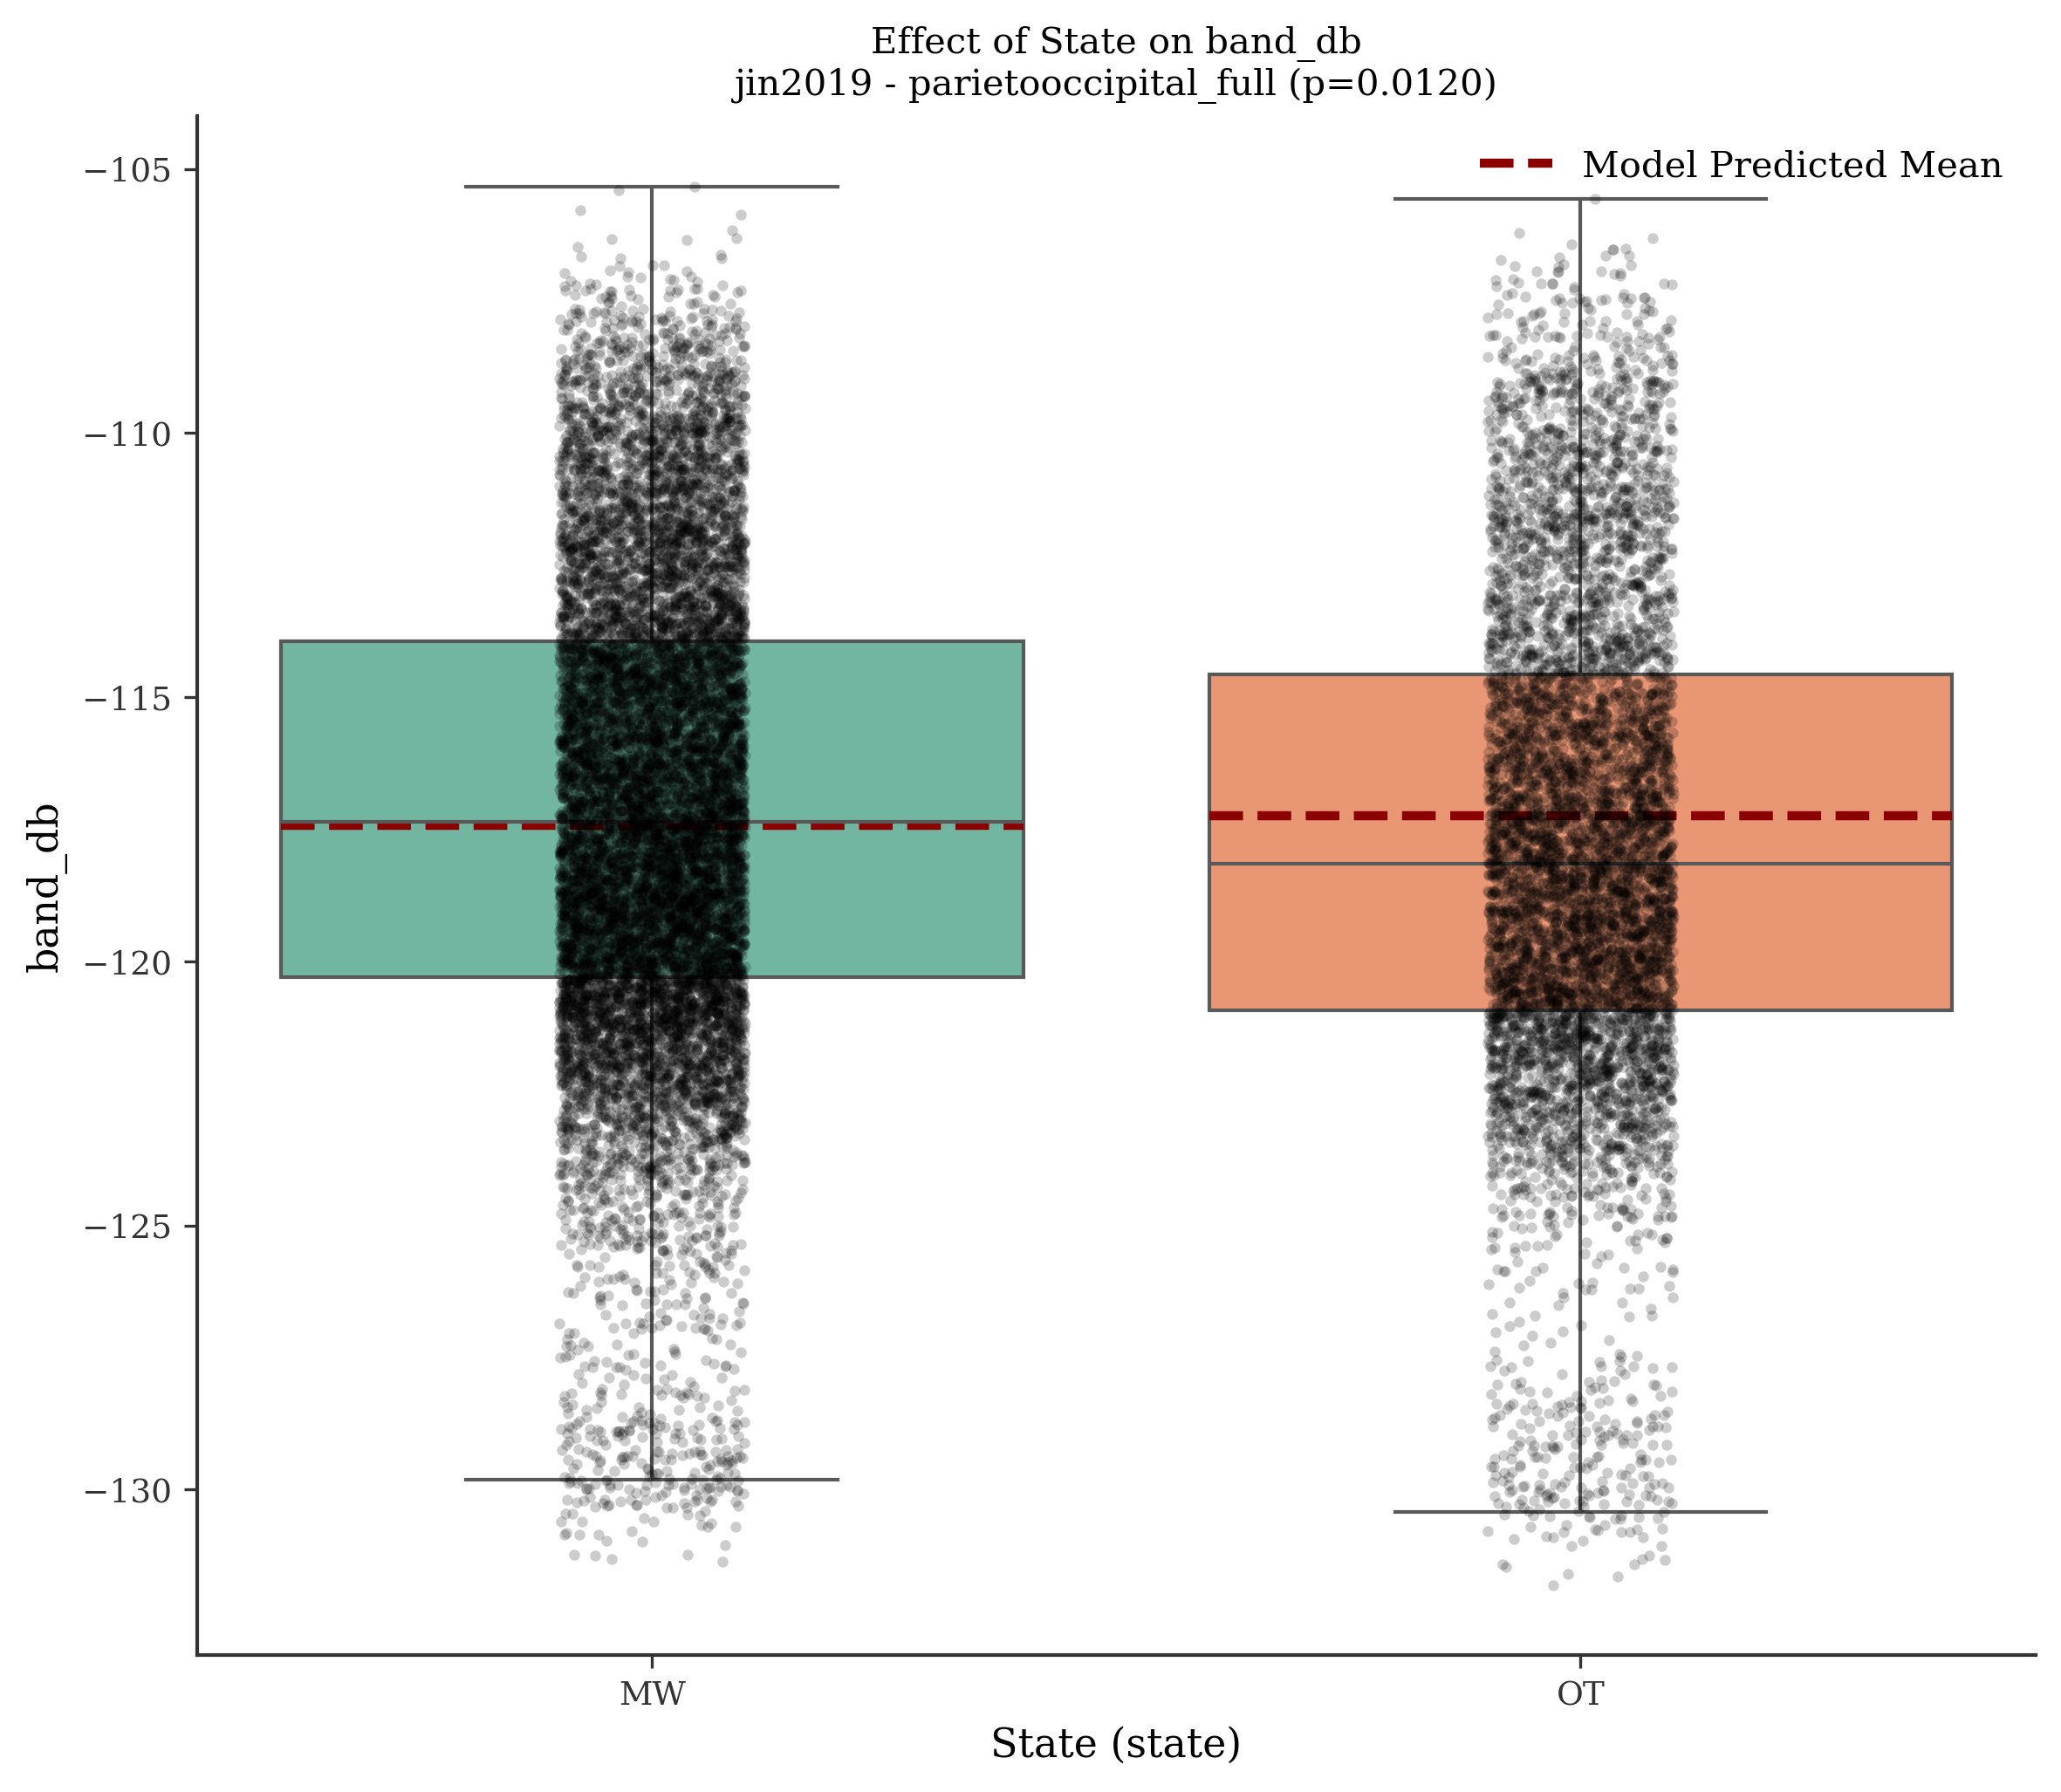 Effect of State on band_db
jin2019 - parietooccipital_full (p=0.0120)
Model Predicted Mean
−105
−110
−115
−120
−125
−130
band_db
MW
OT
State (state)